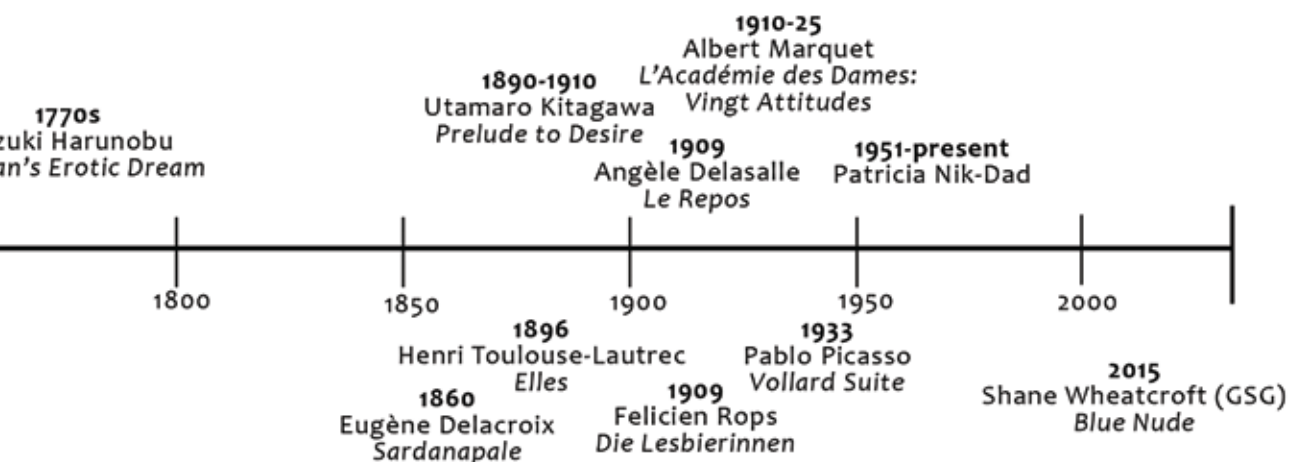 1910-25
Albert Marquet
L'Académie des Dames:
Vingt Attitudes
1890-1910
Utamaro Kitagawa
Prelude to Desire
1770s
zuki Harunobu
an's Erotic Dream
1909
Angèle Delasalle
Le Repos
1951-present
Patricia Nik-Dad
1800
1850
1900
1950
2000
1896
Henri Toulouse-Lautrec
Elles
1933
Pablo Picasso
Vollard Suite
2015
Shane Wheatcroft (GSG)
Blue Nude
1860
Eugène Delacroix
Sardanapale
1909
Felicien Rops
Die Lesbierinnen